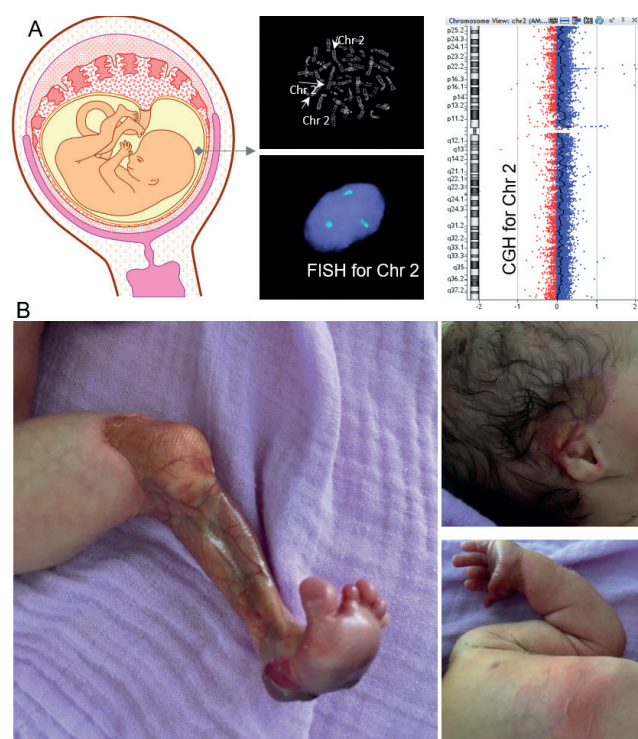 A
Chr 2
Chr 2
Chr 2
FISH for Chr 2
Chromosome View: chr2 (AM...
p25.2
p24.3
p24.1
p23.2
p22.2
p16.3
p16.1
p14
p13.2
p11.2
q12.1
q13
q14.2
q21.1
q22.1
q22.3
q24.1
q24.3
q31.2
q32.1
q33.1
q33.3
q35
q36.2
q37.2
CGH for Chr 2
-2
-1
0
1
2
B